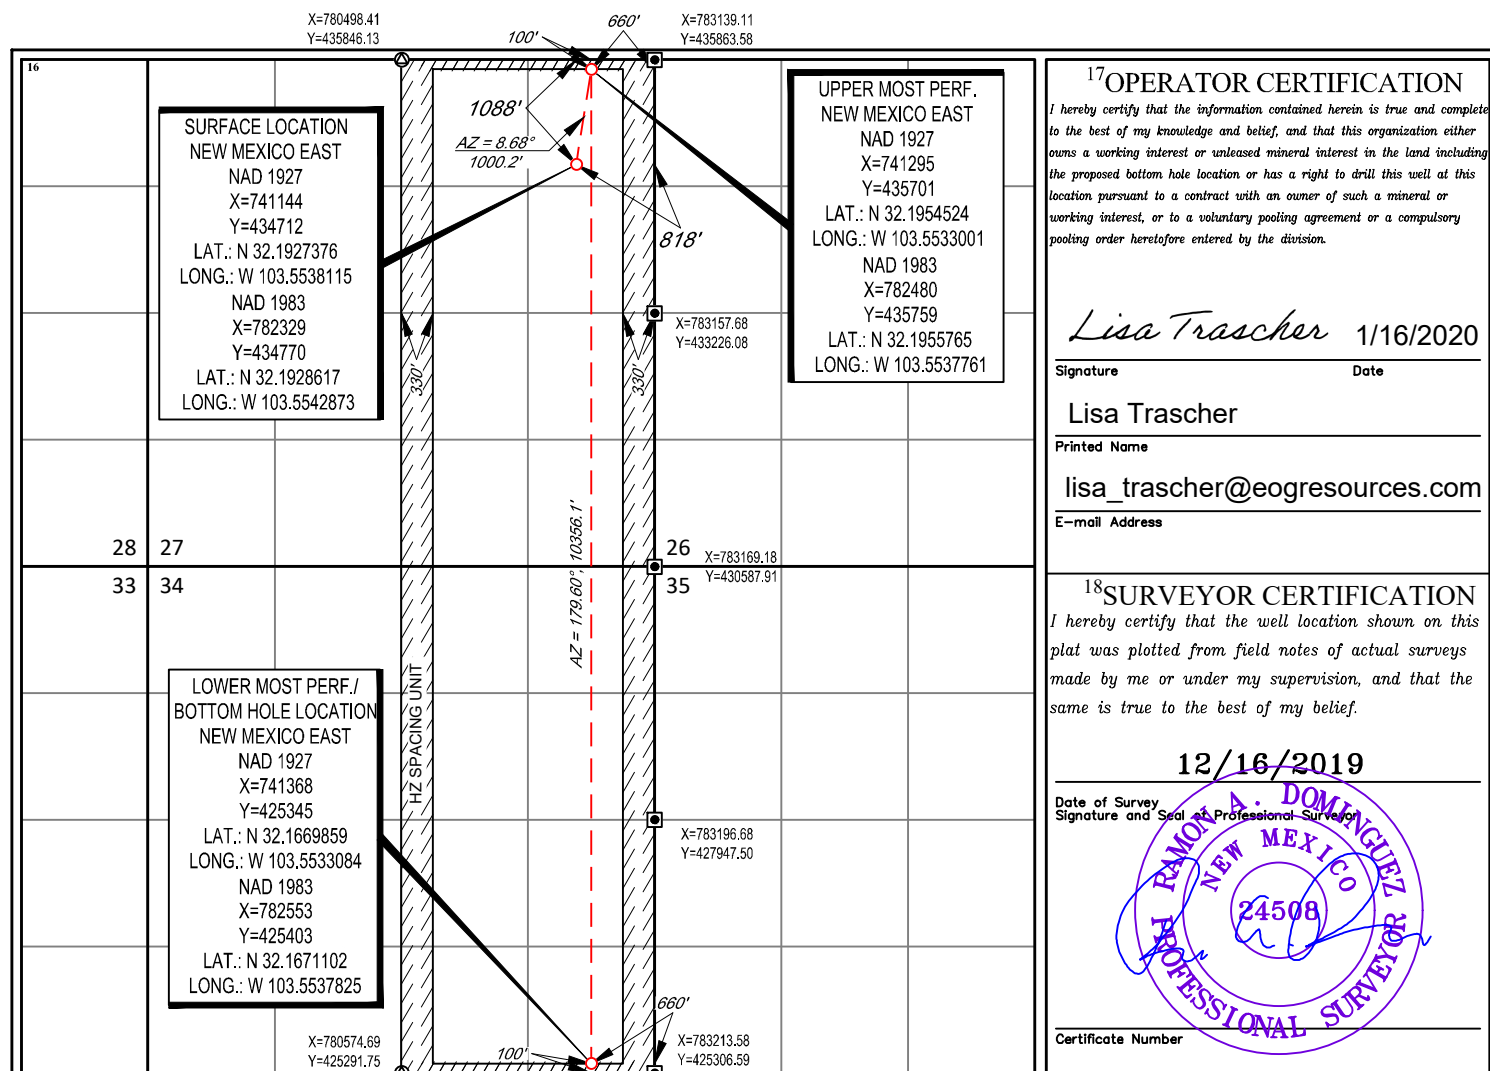 X=780498.41
Y=435846.13
100'
660'
X=783139.11
Y=435863.58
16
SURFACE LOCATION
NEW MEXICO EAST
NAD 1927
X=741144
Y=434712
LAT.: N 32.1927376
LONG.: W 103.5538115
NAD 1983
X=782329
Y=434770
LAT.: N 32.1928617
LONG.: W 103.5542873
1088'
AZ = 8.68°
1000.2'
UPPER MOST PERF.
NEW MEXICO EAST
NAD 1927
X=741295
Y=435701
LAT.: N 32.1954524
LONG.: W 103.5533001
NAD 1983
X=782480
Y=435759
LAT.: N 32.1955765
LONG.: W 103.5537761
818'
X=783157.68
Y=433226.08
330'
330'
AZ = 179.60°, 10356.1'
28 27
33 34
26
35
X=783169.18
Y=430587.91
HZ SPACING UNIT
LOWER MOST PERF./
BOTTOM HOLE LOCATION
NEW MEXICO EAST
NAD 1927
X=741368
Y=425345
LAT.: N 32.1669859
LONG.: W 103.5533084
NAD 1983
X=782553
Y=425403
LAT.: N 32.1671102
LONG.: W 103.5537825
X=783196.68
Y=427947.50
X=780574.69
Y=425291.75
100'
660'
X=783213.58
Y=425306.59
17 OPERATOR CERTIFICATION
I hereby certify that the information contained herein is true and complete
to the best of my knowledge and belief, and that this organization either
owns a working interest or unleased mineral interest in the land including
the proposed bottom hole location or has a right to drill this well at this
location pursuant to a contract with an owner of such a mineral or
working interest, or to a voluntary pooling agreement or a compulsory
pooling order heretofore entered by the division.
Lisa Trascher 1/16/2020
Signature Date
Lisa Trascher
Printed Name
lisa_trascher@eogresources.com
E-mail Address
18 SURVEYOR CERTIFICATION
I hereby certify that the well location shown on this
plat was plotted from field notes of actual surveys
made by me or under my supervision, and that the
same is true to the best of my belief.
12/16/2019
Date of Survey
Signature and Seal of Professional Surveyor
RAMON A. DOMINGUEZ
NEW MEXICO
24508
PROFESSIONAL SURVEYOR
Certificate Number